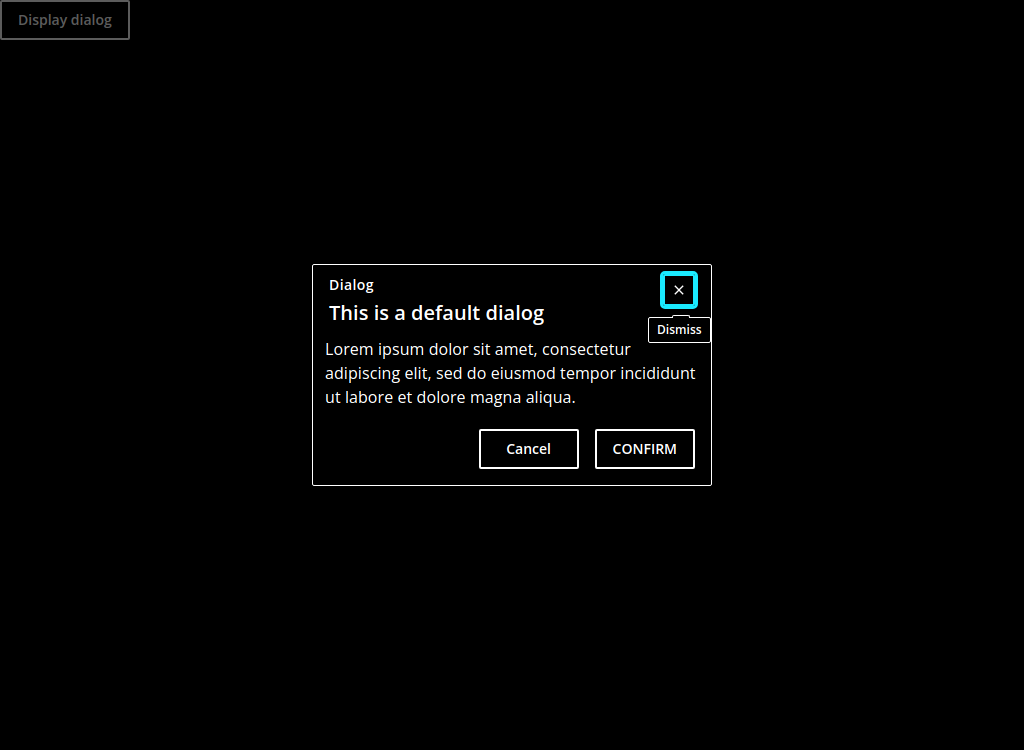 Display dialog
Dialog
This is a default dialog
Dismiss
Lorem ipsum dolor sit amet, consectetur
adipiscing elit, sed do eiusmod tempor incididunt
ut labore et dolore magna aliqua.
Cancel
CONFIRM